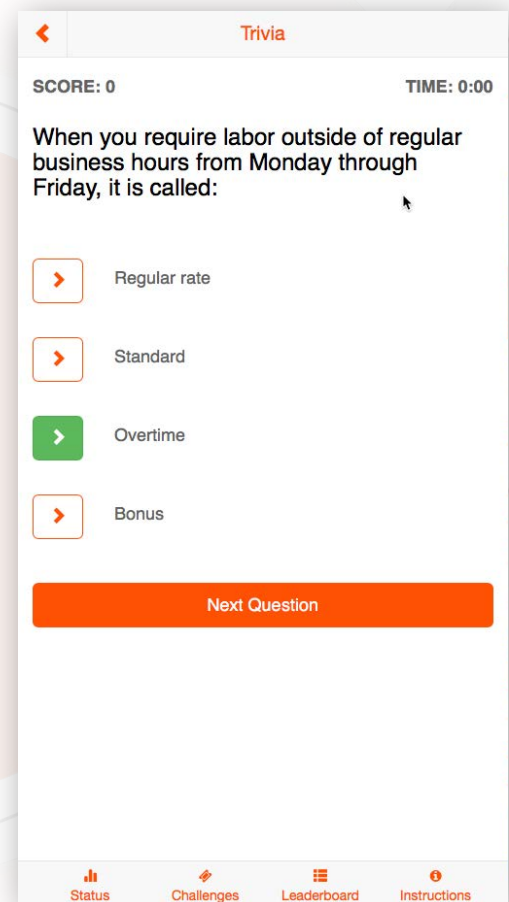 Trivia
SCORE: 0 TIME: 0:00
When you require labor outside of regular
business hours from Monday through
Friday, it is called:
Regular rate
Standard
Overtime
Bonus
Next Question
Status Challenges Leaderboard Instructions